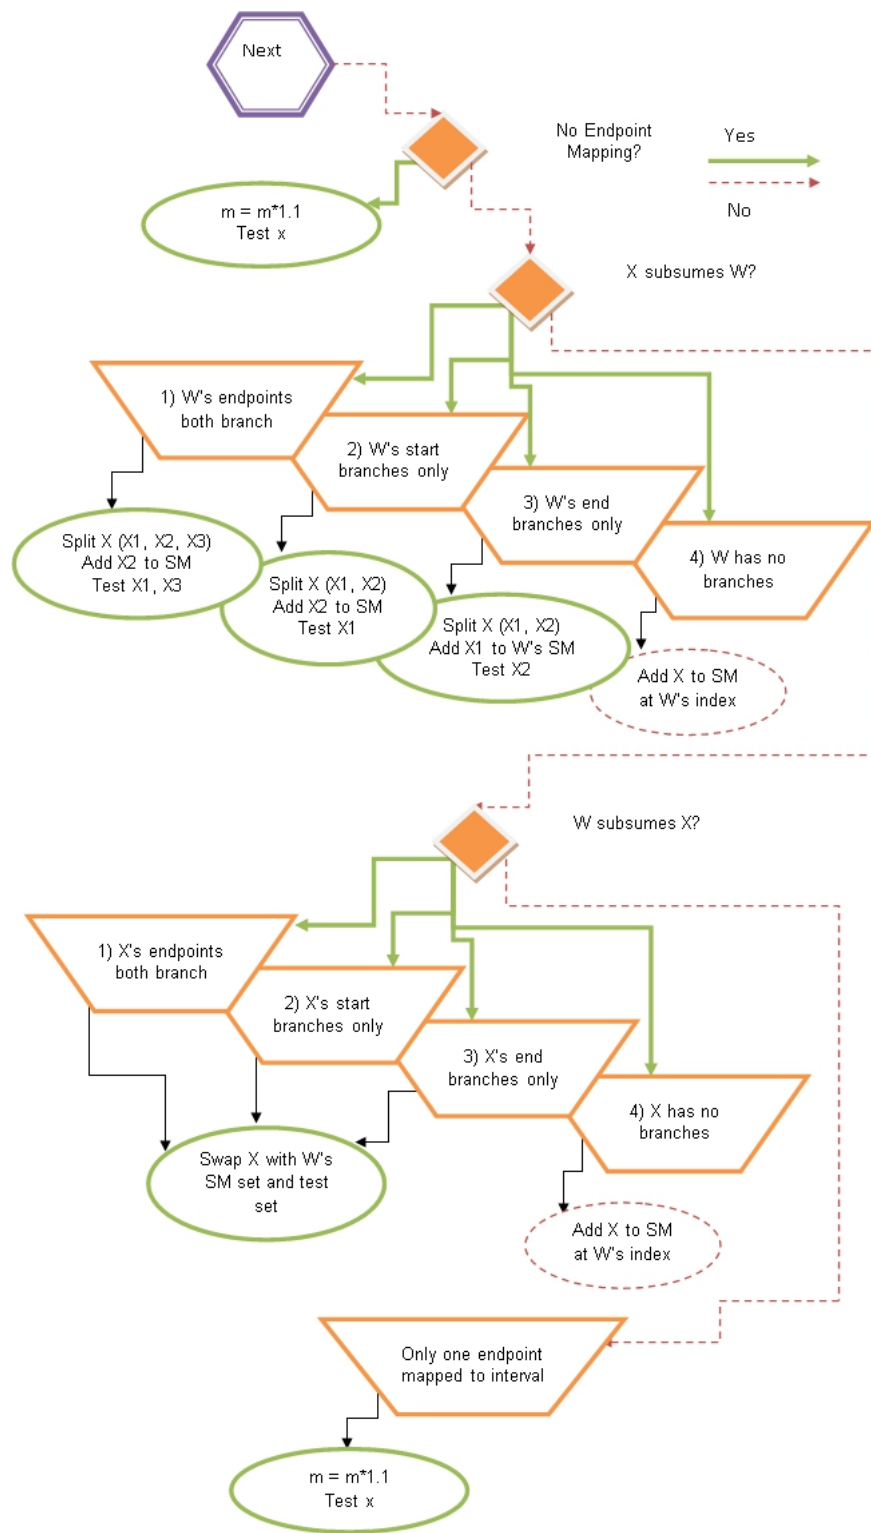 Next
No Endpoint
Mapping?
Yes
No
m = m*1.1
Test x
X subsumes W?
1) W's endpoints
both branch
2) W's start
branches only
3) W's end
branches only
4) W has no
branches
Split X (X1, X2, X3)
Add X2 to SM
Test X1, X3
Split X (X1, X2)
Add X2 to SM
Test X1
Split X (X1, X2)
Add X1 to W's SM
Test X2
Add X to SM
at W's index
W subsumes X?
1) X's endpoints
both branch
2) X's start
branches only
3) X's end
branches only
4) X has no
branches
Swap X with W's
SM set and test
set
Add X to SM
at W's index
Only one endpoint
mapped to interval
m = m*1.1
Test x